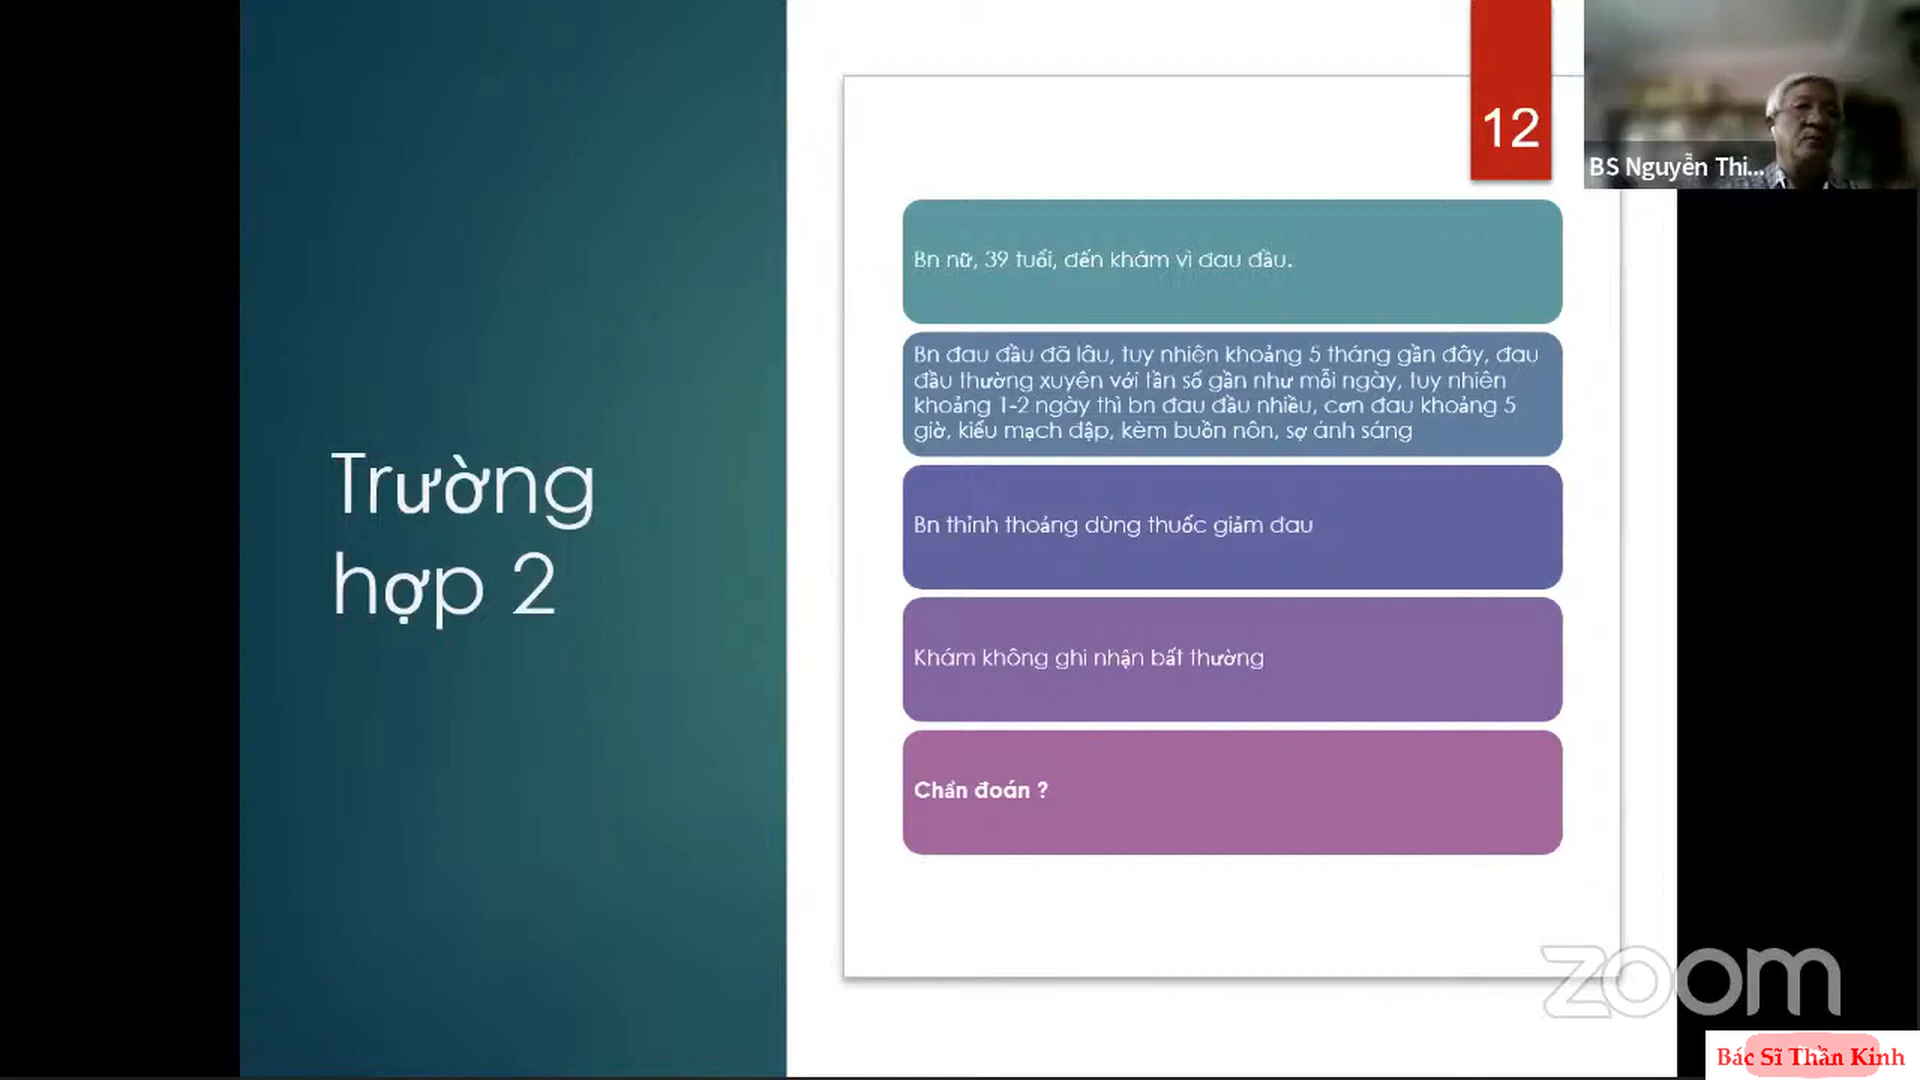 Trường
hợp 2
12
BS Nguyễn Thi...
Bn nữ, 39 tuổi, đến khám vì đau đầu.
Bn đau đầu đã lâu, tuy nhiên khoảng 5 tháng gần đây, đau
đầu thường xuyên với tần số gần như mỗi ngày, tuy nhiên
khoảng 1-2 ngày thì bn đau đầu nhiều, cơn đau khoảng 5
giờ, kiểu mạch đập, kèm buồn nôn, sợ ánh sáng
Bn thỉnh thoảng dùng thuốc giảm đau
Khám không ghi nhận bất thường
Chẩn đoán ?
zoom
Bác Sĩ Thần Kinh